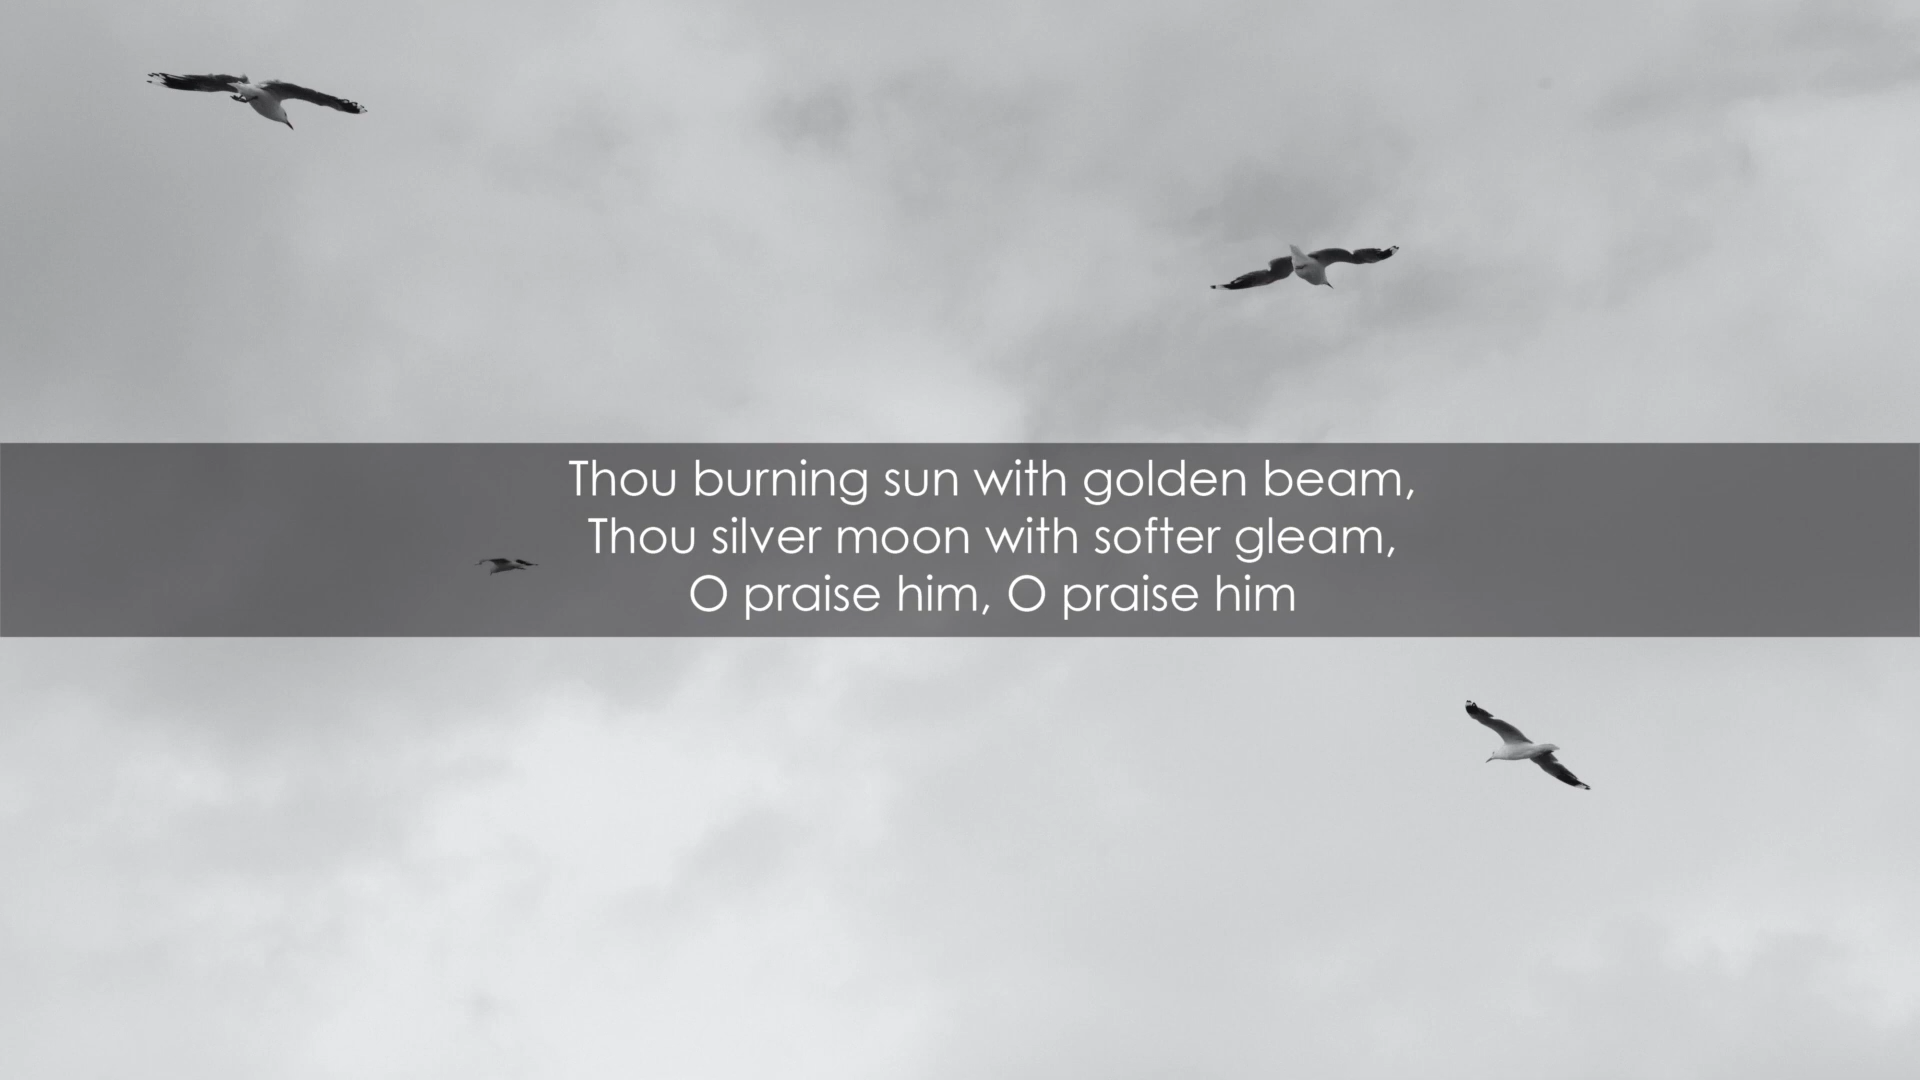 Thou burning sun with golden beam,
Thou silver moon with softer gleam,
O praise him, O praise him